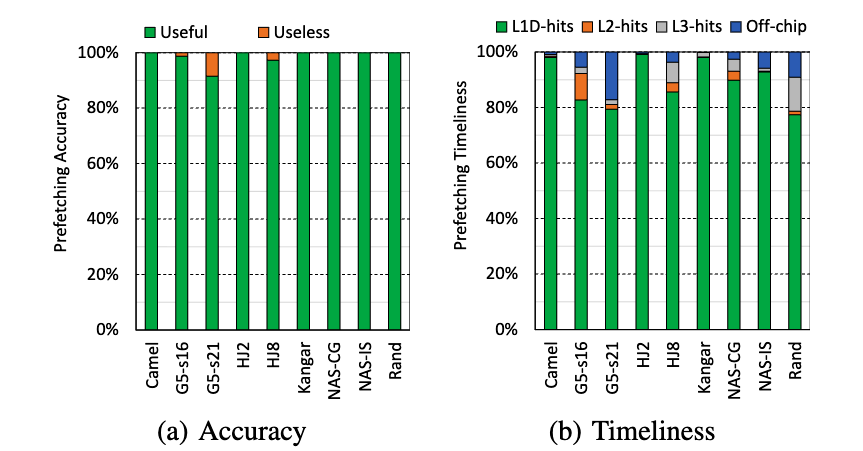 Useful Useless
100%
80%
60%
40%
20%
0%
Prefetching Accuracy
Camel
G5-s16
G5-s21
HJ2
HJ8
Kangar
NAS-CG
NAS-IS
Rand
(a) Accuracy
L1D-hits L2-hits L3-hits Off-chip
100%
80%
60%
40%
20%
0%
Prefetching Timeliness
Camel
G5-s16
G5-s21
HJ2
HJ8
Kangar
NAS-CG
NAS-IS
Rand
(b) Timeliness